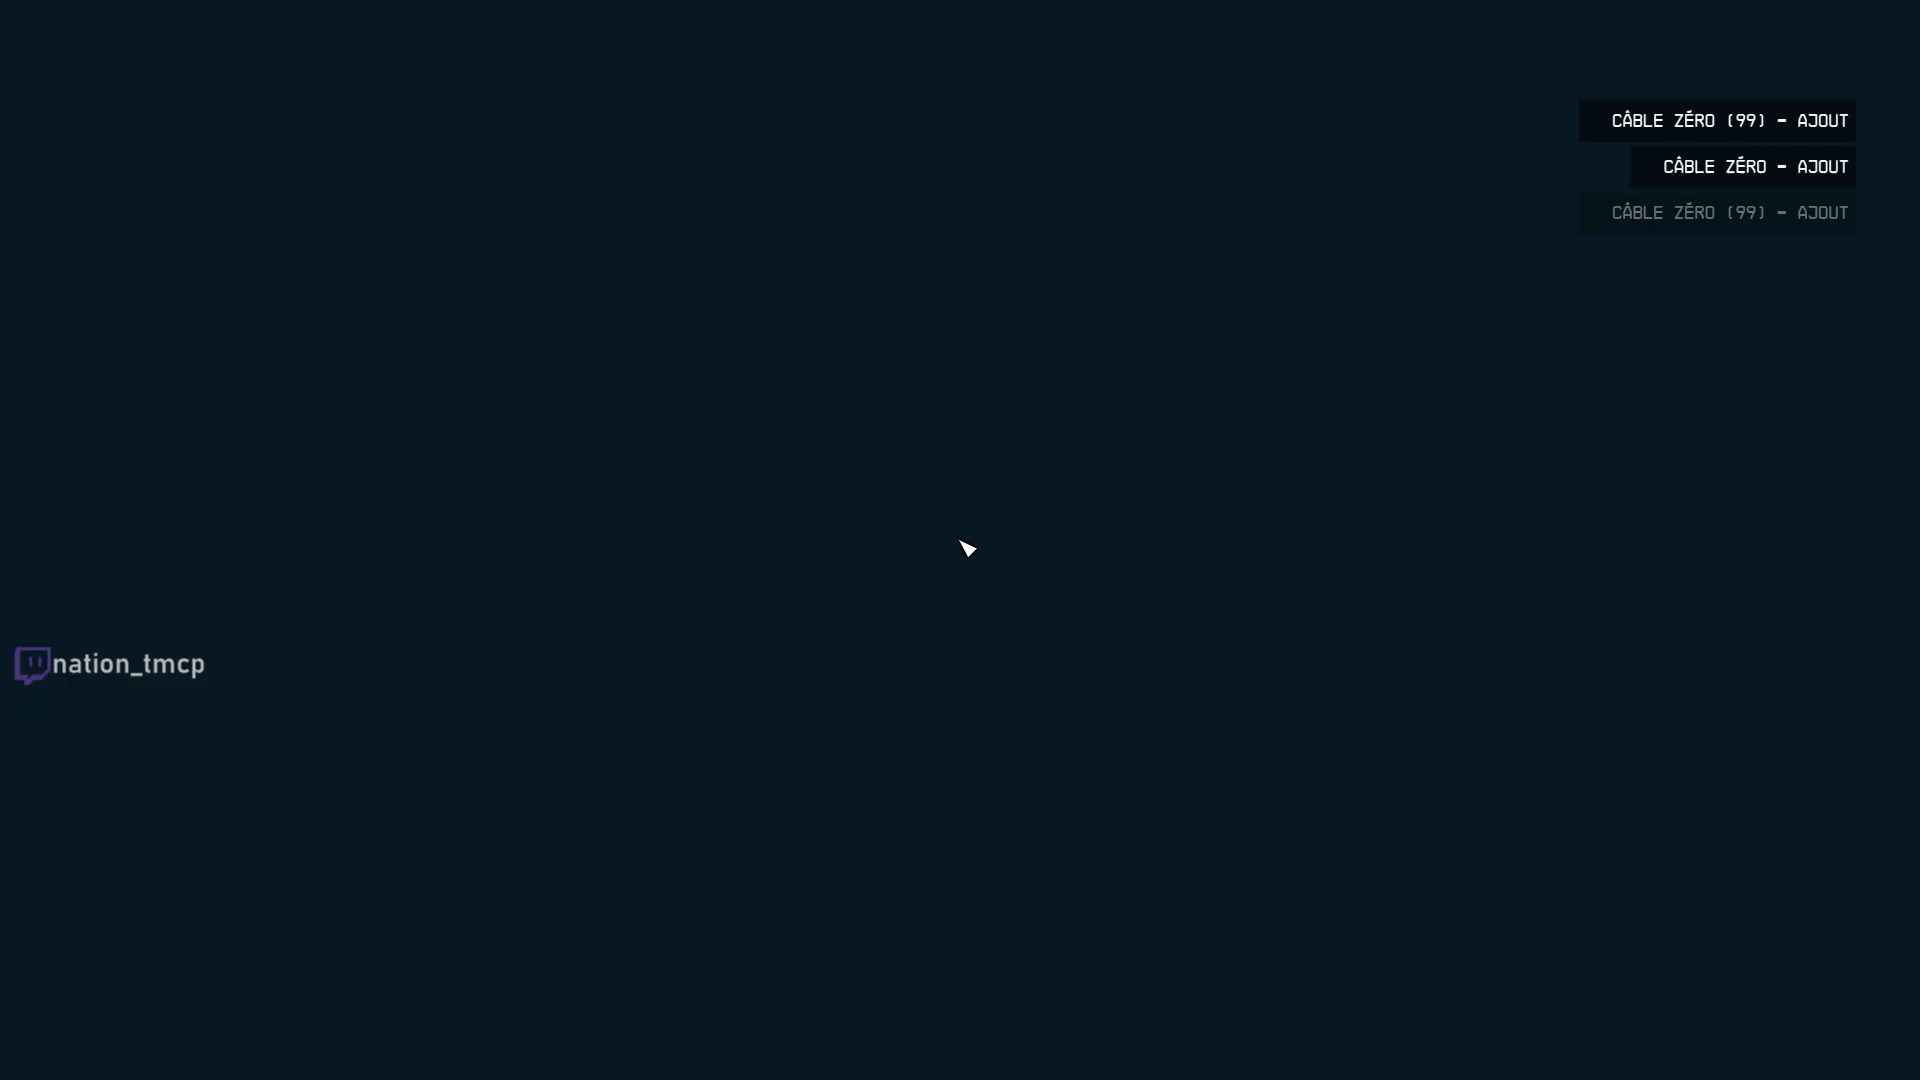 CÂBLE ZÉRO (99) - AJOUT
CÂBLE ZÉRO - AJOUT
CÂBLE ZÉRO (99) - AJOUT
nation_tmcp